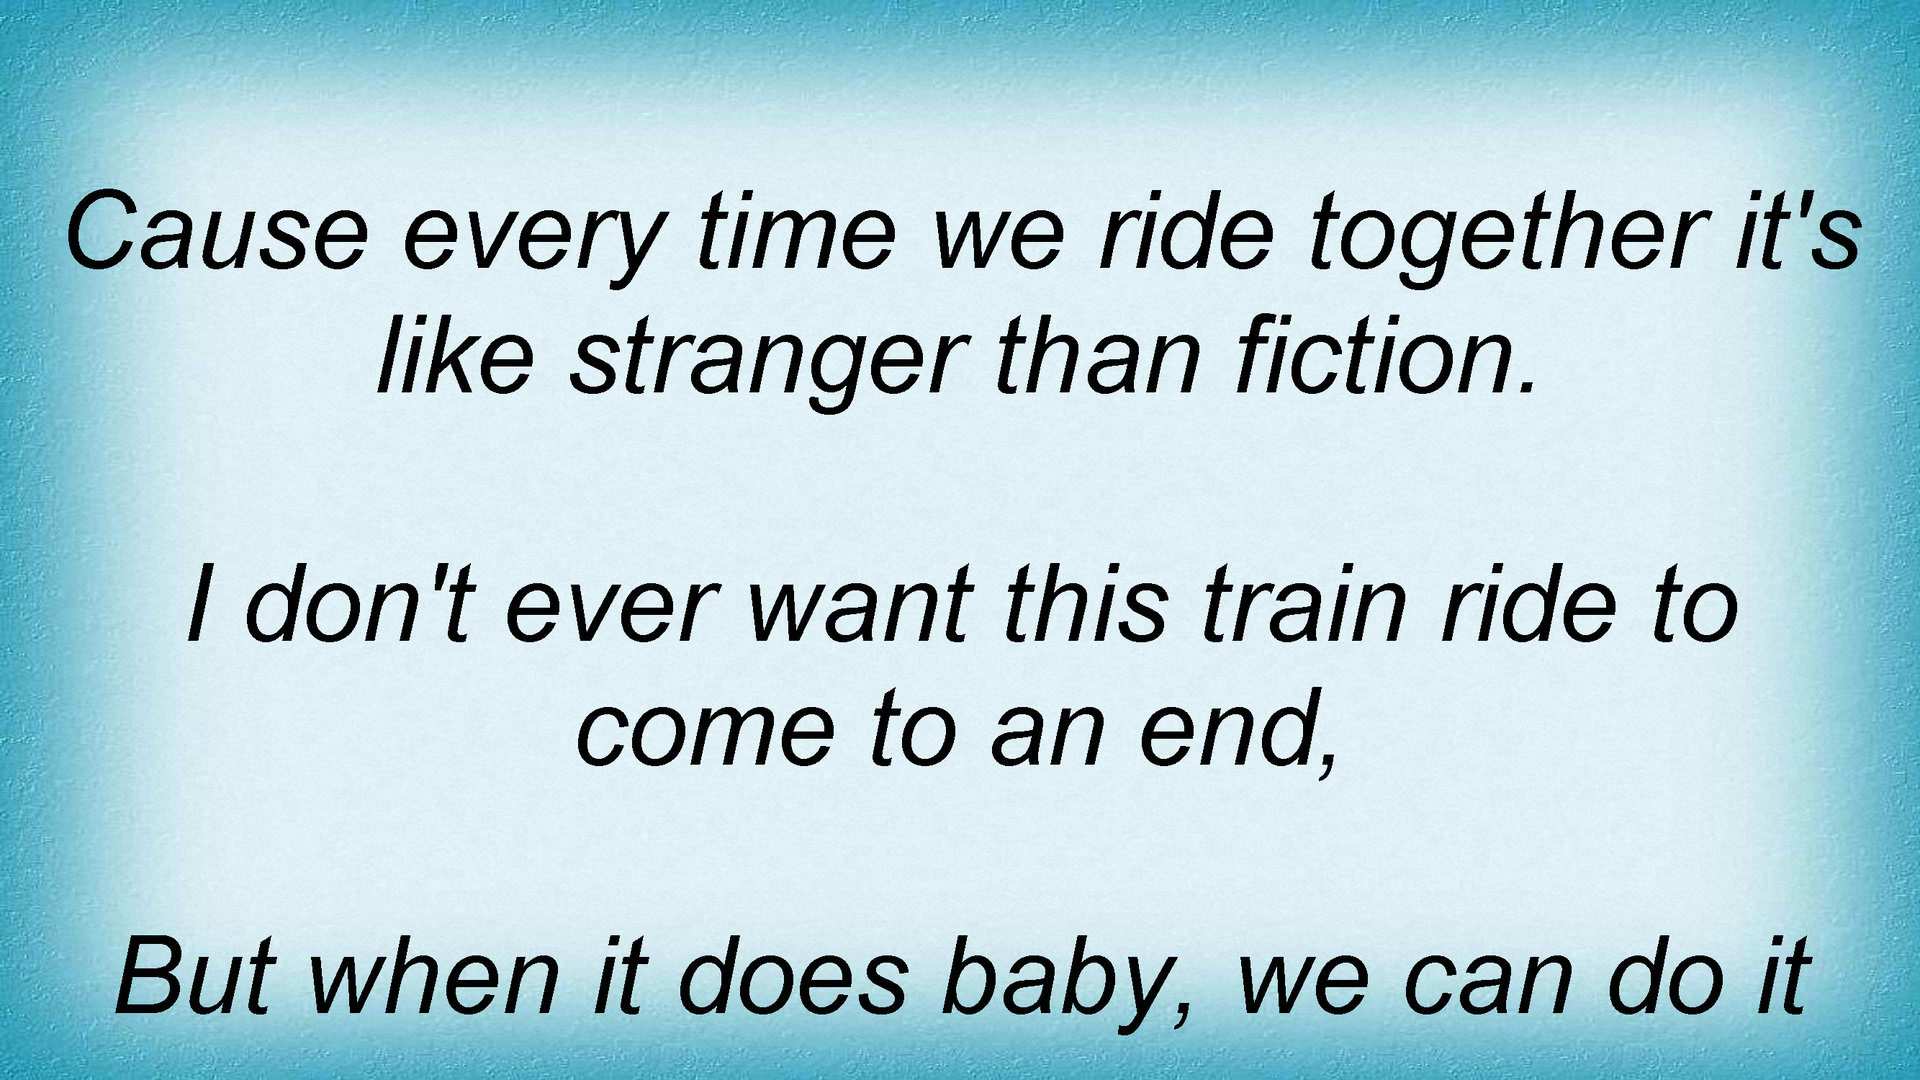 Cause every time we ride together it's
like stranger than fiction.
I don't ever want this train ride to
come to an end,
But when it does baby, we can do it